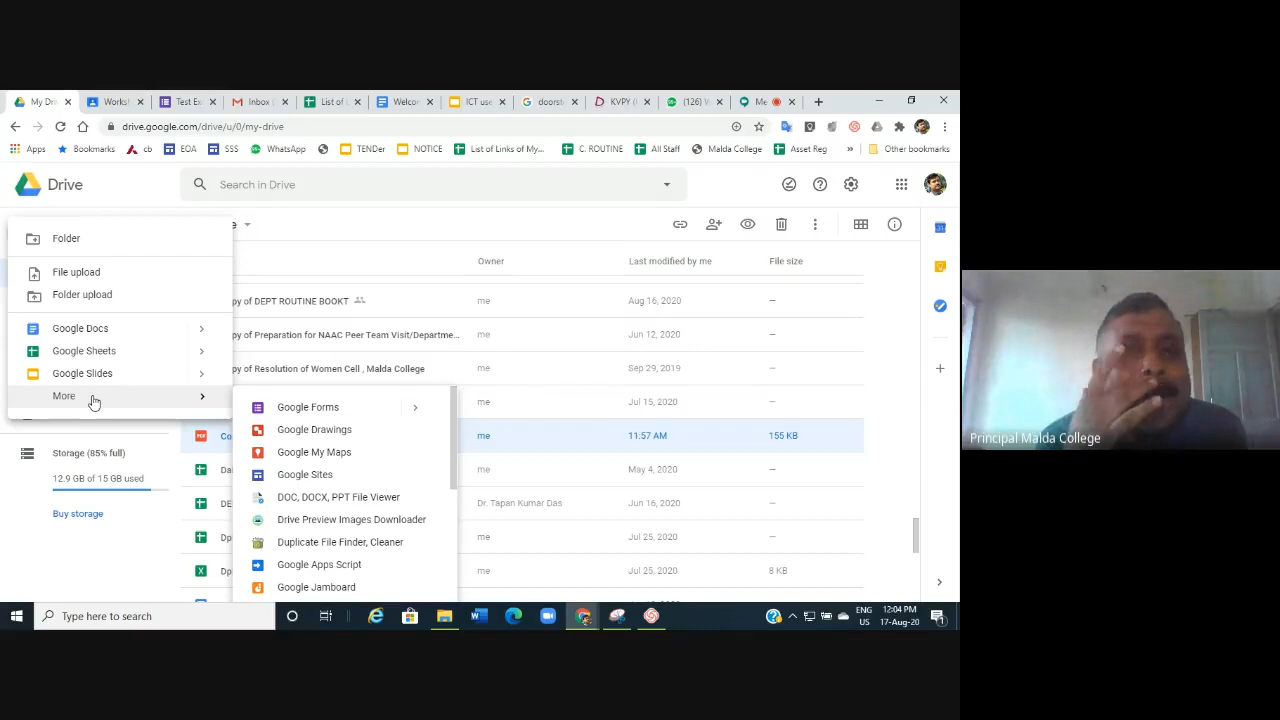 My Dri
Works
Test Ex
Inbox (
List of L
Welco
ICT use
doorst
KVPY (
(126) W
Me
drive.google.com/drive/u/0/my-drive
Apps
Bookmarks
cb
EOA
SSS
WhatsApp
TENDer
NOTICE
List of Links of My...
C. ROUTINE
All Staff
Malda College
Asset Reg
»
Other bookmarks
Drive
Search in Drive
Folder
File upload
Folder upload
Google Docs
Google Sheets
Google Slides
More
Storage (85% full)
12.9 GB of 15 GB used
Buy storage
Google Forms
Google Drawings
Google My Maps
Google Sites
DOC, DOCX, PPT File Viewer
Drive Preview Images Downloader
Duplicate File Finder, Cleaner
Google Apps Script
Google Jamboard
Owner
Last modified by me
File size
py of DEPT ROUTINE BOOKT
me
Aug 16, 2020
—
py of Preparation for NAAC Peer Team Visit/Departme...
me
Jun 12, 2020
—
py of Resolution of Women Cell , Malda College
me
Sep 29, 2019
—
me
Jul 15, 2020
—
Co
me
11:57 AM
155 KB
Dai
me
May 4, 2020
—
DE
Dr. Tapan Kumar Das
Jun 16, 2020
—
Dp
me
Jul 25, 2020
—
Dp
me
Jul 25, 2020
8 KB
Principal Malda College
Type here to search
ENG
US
12:04 PM
17-Aug-20
1